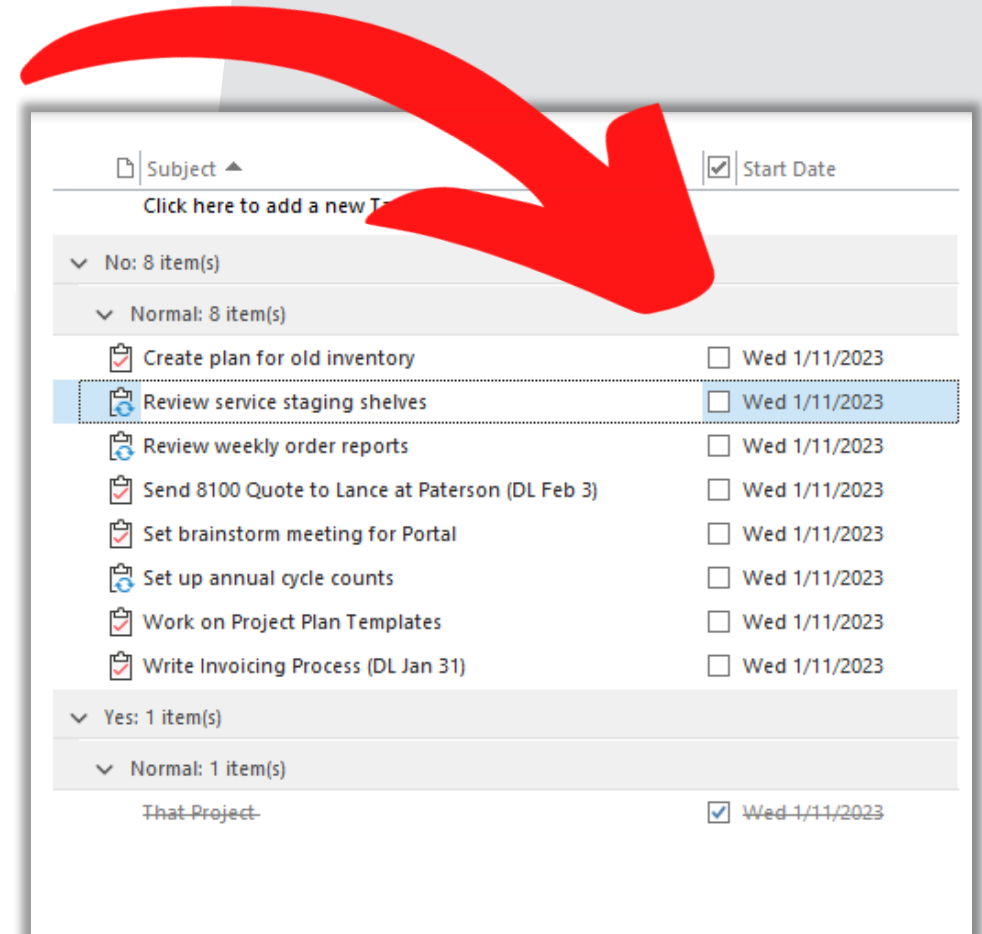 Subject Start Date
Click here to add a new
No: 8 item(s)
Normal: 8 item(s)
Create plan for old inventory Wed 1/11/2023
Review service staging shelves Wed 1/11/2023
Review weekly order reports Wed 1/11/2023
Send 8100 Quote to Lance at Paterson (DL Feb 3) Wed 1/11/2023
Set brainstorm meeting for Portal Wed 1/11/2023
Set up annual cycle counts Wed 1/11/2023
Work on Project Plan Templates Wed 1/11/2023
Write Invoicing Process (DL Jan 31) Wed 1/11/2023
Yes: 1 item(s)
Normal: 1 item(s)
That Project Wed 1/11/2023